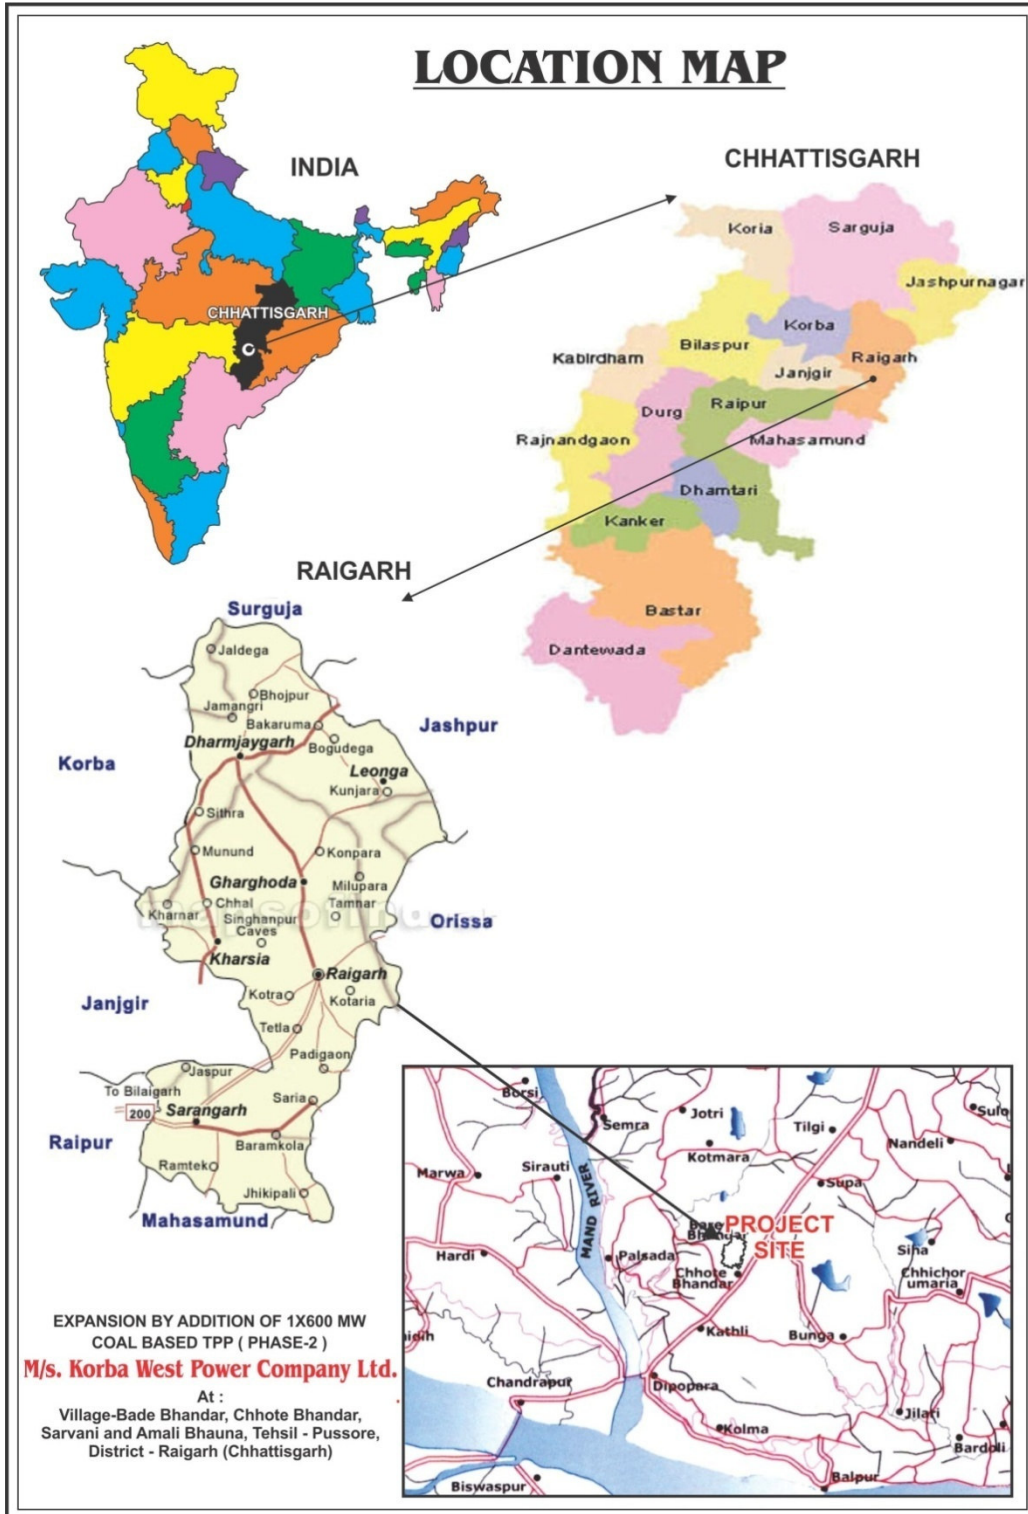 LOCATION MAP
INDIA
CHHATTISGARH
CHHATTISGARH
Koria
Sarguja
Jashpurnagar
Korba
Bilaspur
Raigarh
Kabirdham
Janjgir
Raipur
Durg
Mahasamund
Rajnandgaon
Dhamtari
Kanker
Bastar
Dantewada
RAIGARH
Surguja
Jaldega
Bhojpur
Jamangri
Bakaruma
Jashpur
Dharmjaygarh
Bogudega
Korba
Leonga
Kunjara
Sithra
Munund
Konpara
Gharghoda
Milupara
Chhal
Tamnar
Kharnar
Singhanpur
Caves
Orissa
Kharsia
Raigarh
Kotra
Kotaria
Janjgir
Tetla
Padigaon
Jaspur
To Bilaigarh
Saria
200
Sarangarh
Raipur
Baramkola
Ramtek
Jhikipali
Mahasamund
Borsi
Semra
Jotri
Tilgi
Sulo
Nandeli
Kotmara
Marwa
Sirauti
Supa
MAND RIVER
PROJECT
SITE
Hardi
Palsada
Siha
Chhote
Bhandar
Chhichor
umaria
Kathli
Bunga
Chandrapur
Dipopara
Jilari
Kolma
Bardoli
Biswaspur
Balpur
EXPANSION BY ADDITION OF 1X600 MW
COAL BASED TPP ( PHASE-2 )
M/s. Korba West Power Company Ltd.
At :
Village-Bade Bhandar, Chhote Bhandar,
Sarvani and Amali Bhauna, Tehsil - Pussore,
District - Raigarh (Chhattisgarh)